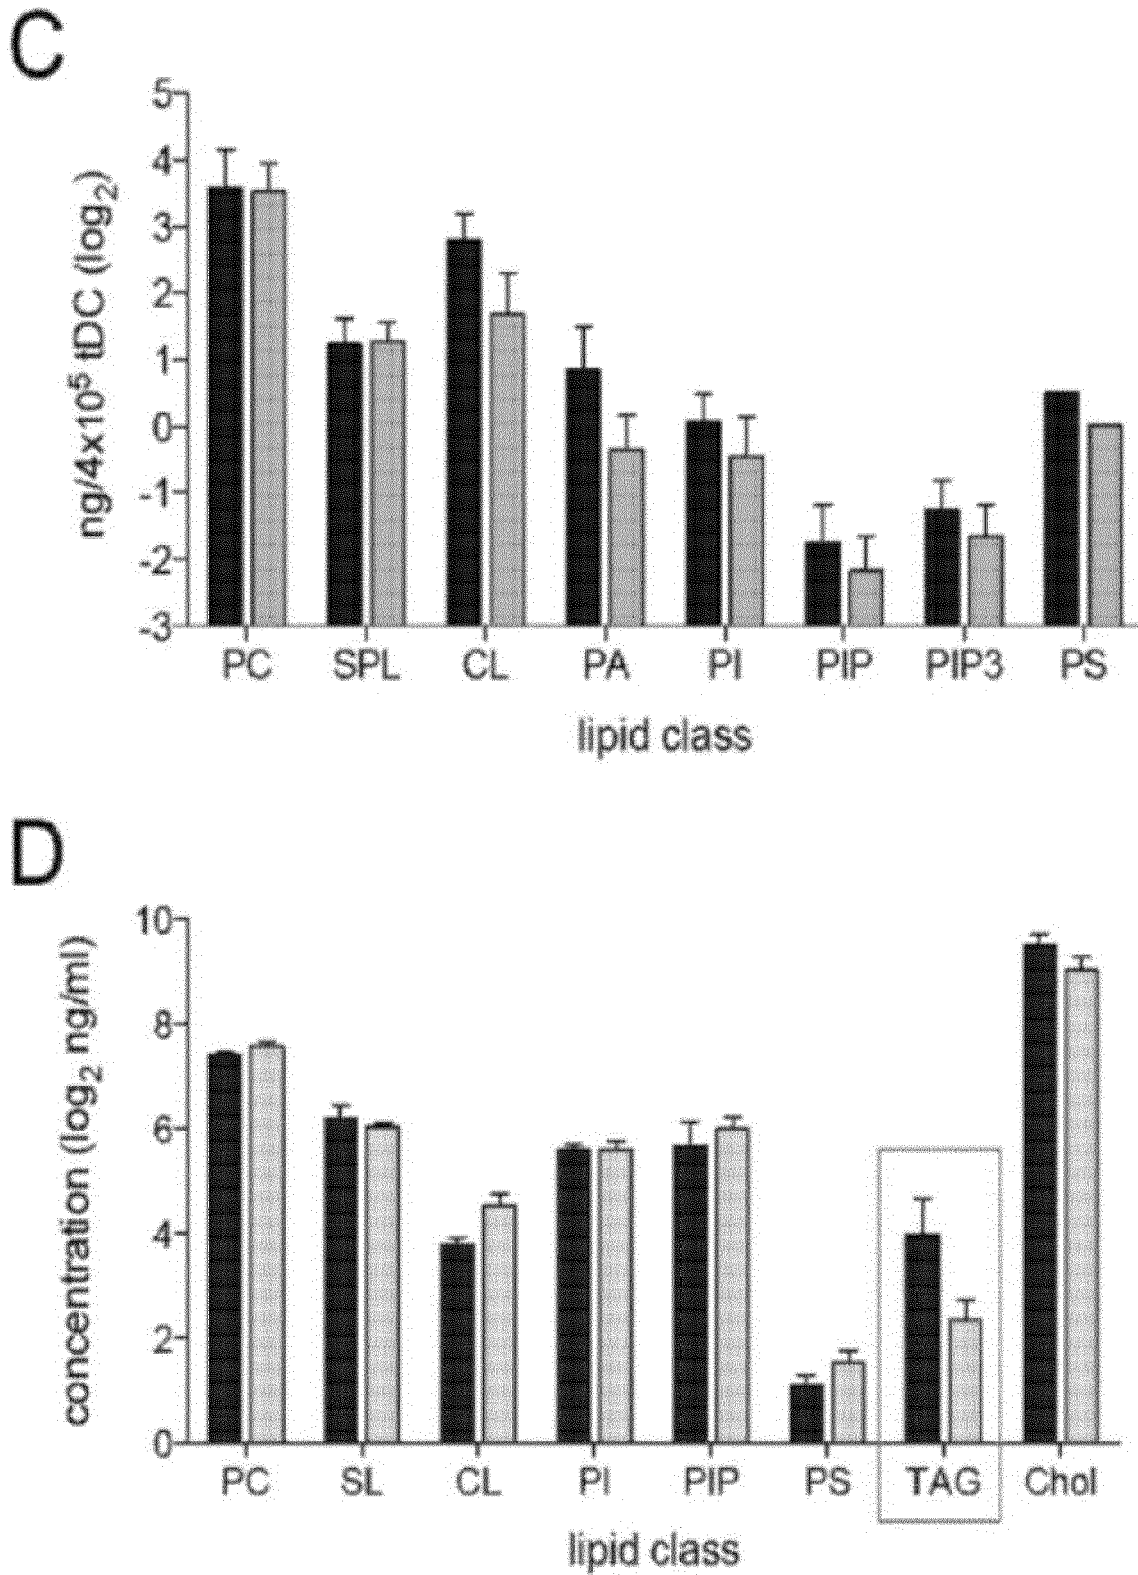 C
5
4
3
2
1
0
-1
-2
-3
ng/4x10⁵ tDC (log₂)
PC SPL CL PA PI PIP PIP3 PS
lipid class
D
10
8
6
4
2
0
concentration (log₂ ng/ml)
PC SL CL PI PIP PS TAG Chol
lipid class